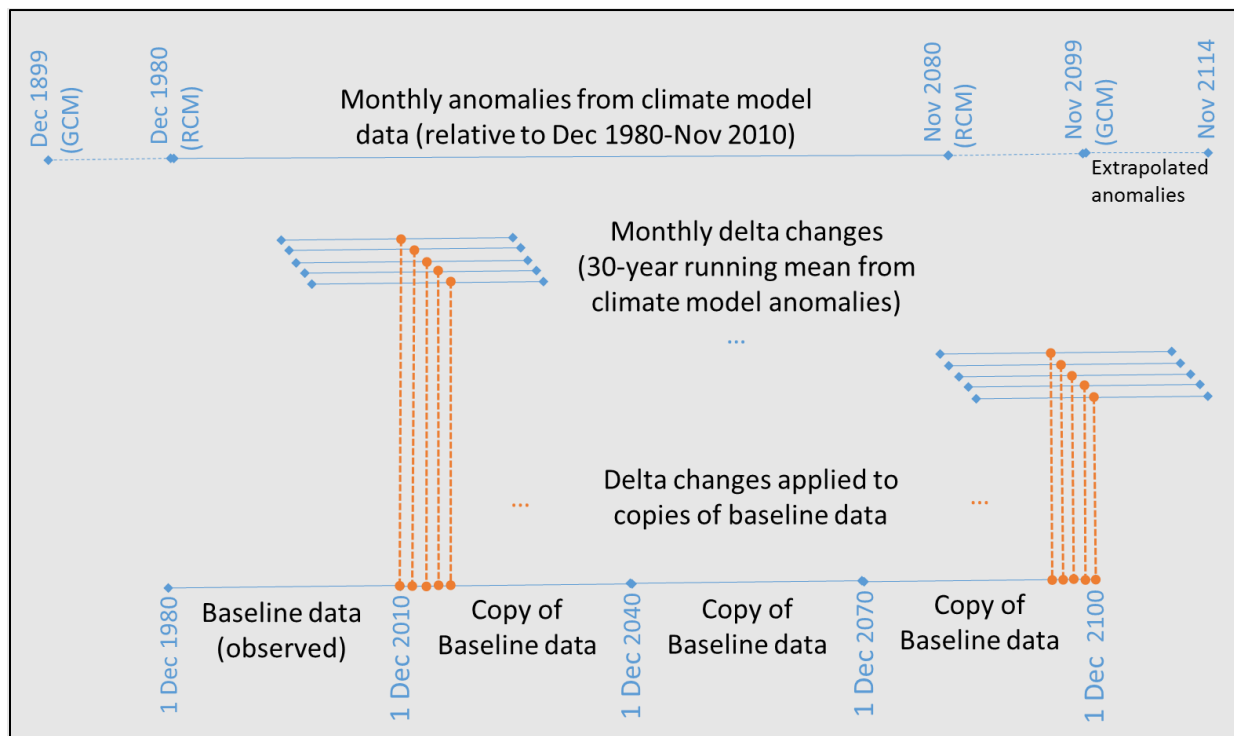 Dec 1899
(GCM)
Dec 1980
(RCM)
Monthly anomalies from climate model
data (relative to Dec 1980-Nov 2010)
Nov 2080
(RCM)
Nov 2099
(GCM)
Nov 2114
Extrapolated
anomalies
Monthly delta changes
(30-year running mean from
climate model anomalies)
...
Delta changes applied to
copies of baseline data
...
...
Baseline data
(observed)
Copy of
Baseline data
Copy of
Baseline data
Copy of
Baseline data
1 Dec 1980
1 Dec 2010
1 Dec 2040
1 Dec 2070
1 Dec 2100